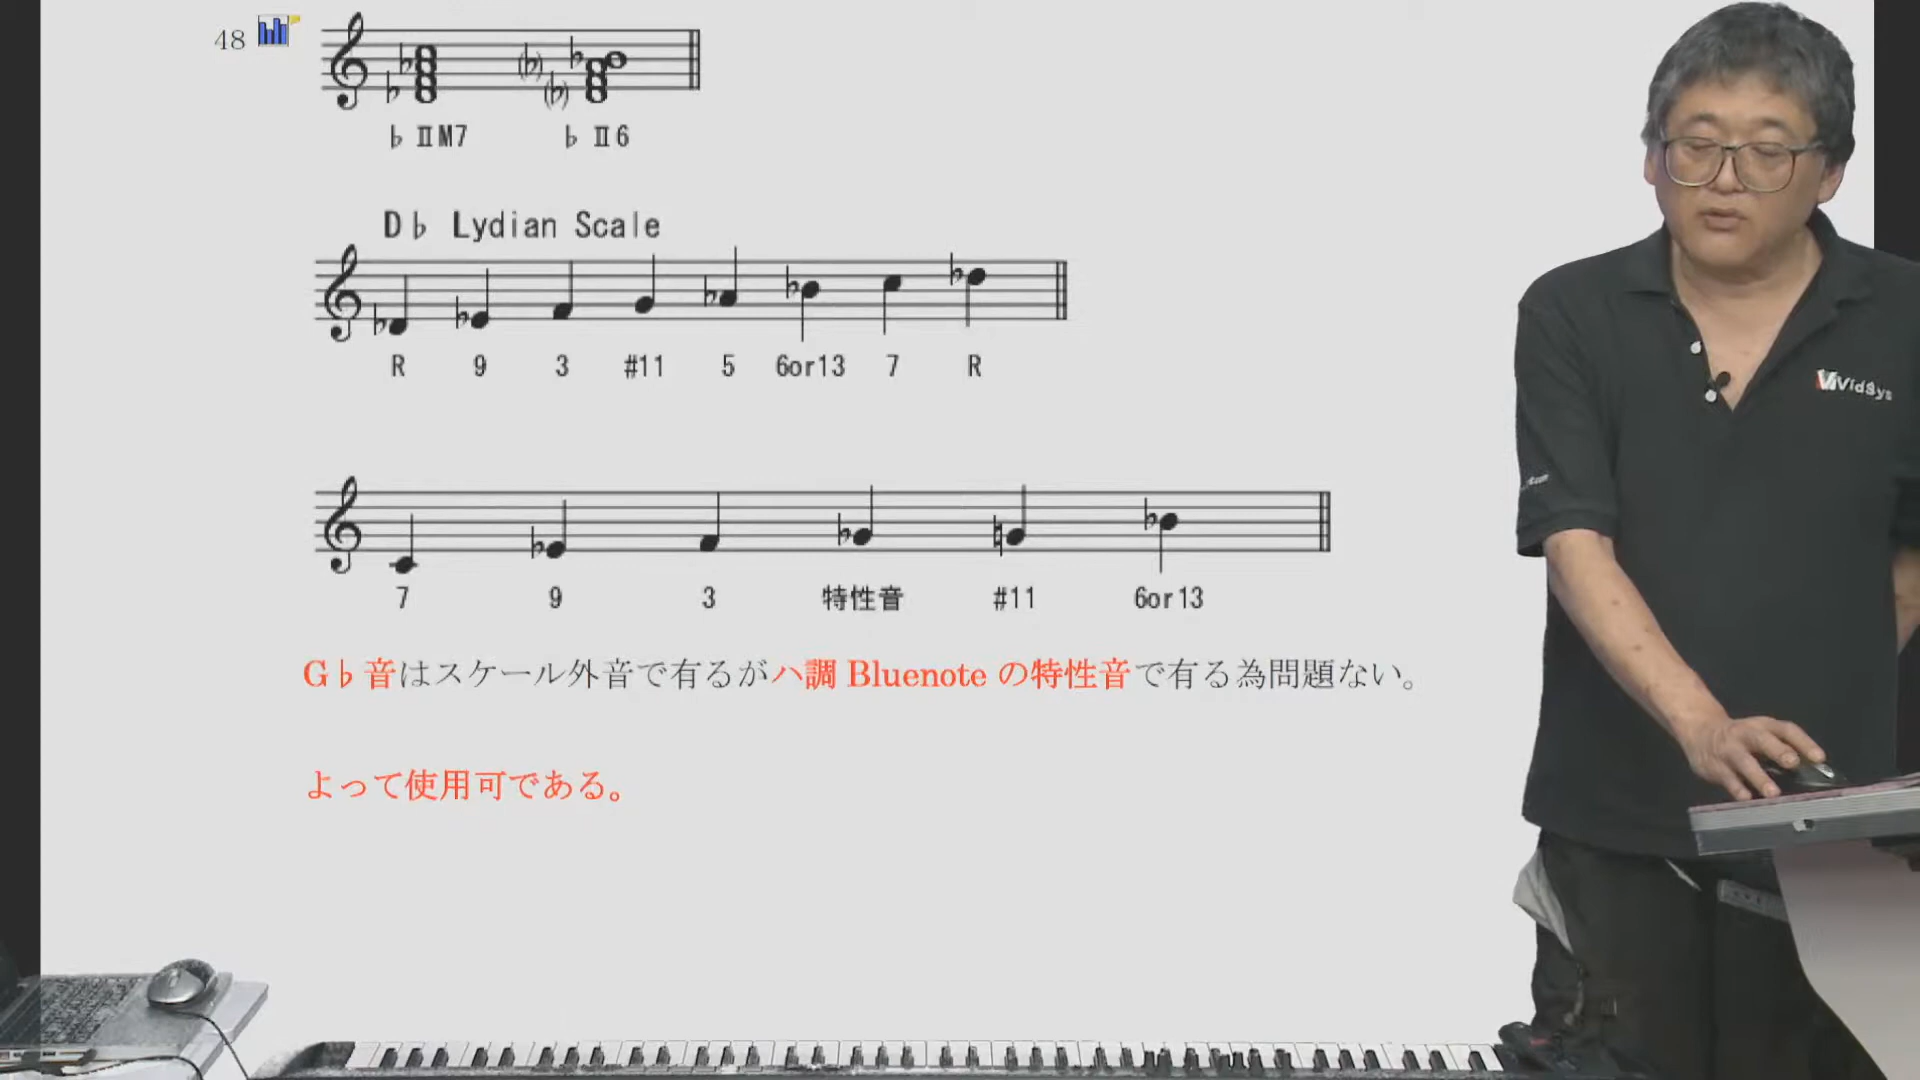 48
♭ⅡM7 ♭Ⅱ6
D♭ Lydian Scale
R 9 3 #11 5 6or13 7 R
7 9 3 特性音 #11 6or13
G♭音はスケール外音で有るがハ調 Bluenote の特性音で有る為問題ない。
よって使用可である。
VidSys